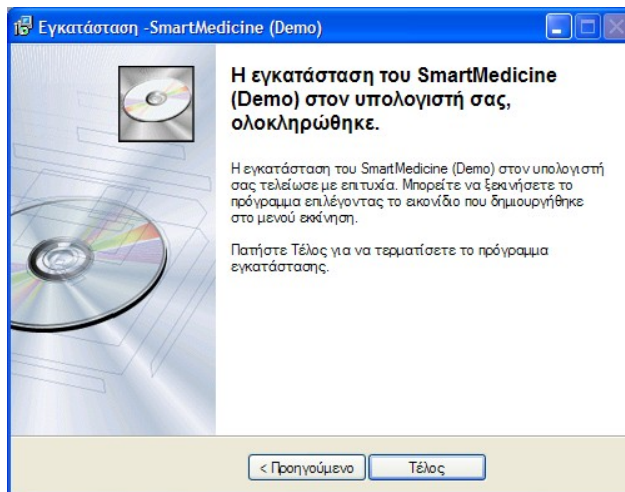 Εγκατάσταση -SmartMedicine (Demo)
Η εγκατάσταση του SmartMedicine
(Demo) στον υπολογιστή σας,
ολοκληρώθηκε.
Η εγκατάσταση του SmartMedicine (Demo) στον υπολογιστή
σας τελείωσε με επιτυχία. Μπορείτε να ξεκινήσετε το
πρόγραμμα επιλέγοντας το εικονίδιο που δημιουργήθηκε
στο μενού εκκίνηση.
Πατήστε Τέλος για να τερματίσετε το πρόγραμμα
εγκατάστασης.
< Προηγούμενο
Τέλος